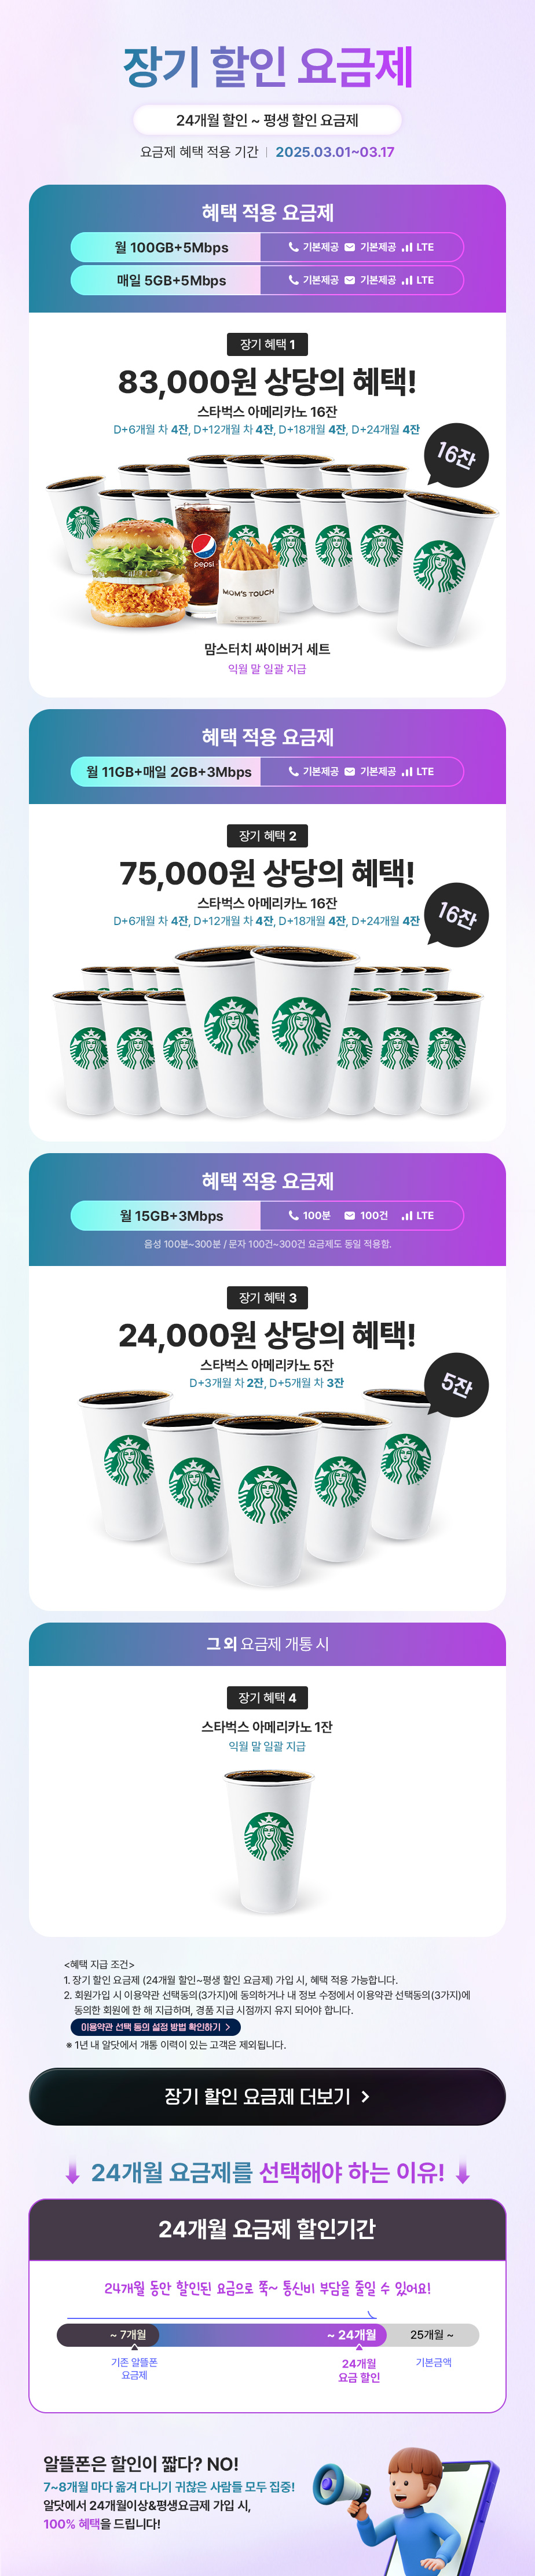 장기 할인 요금제
24개월 할인 ~ 평생 할인 요금제
요금제 혜택 적용 기간 | 2025.03.01~03.17
혜택 적용 요금제
월 100GB+5Mbps 기본제공 기본제공 LTE
매일 5GB+5Mbps 기본제공 기본제공 LTE
장기 혜택 1
83,000원 상당의 혜택!
스타벅스 아메리카노 16잔
D+6개월 차 4잔, D+12개월 차 4잔, D+18개월 4잔, D+24개월 4잔
16잔
pepsi
MOM'S TOUCH
맘스터치 싸이버거 세트
익월 말 일괄 지급
혜택 적용 요금제
월 11GB+매일 2GB+3Mbps 기본제공 기본제공 LTE
장기 혜택 2
75,000원 상당의 혜택!
스타벅스 아메리카노 16잔
D+6개월 차 4잔, D+12개월 차 4잔, D+18개월 4잔, D+24개월 4잔
16잔
혜택 적용 요금제
월 15GB+3Mbps 100분 100건 LTE
음성 100분~300분 / 문자 100건~300건 요금제도 동일 적용함.
장기 혜택 3
24,000원 상당의 혜택!
스타벅스 아메리카노 5잔
D+3개월 차 2잔, D+5개월 차 3잔
5잔
그 외 요금제 개통 시
장기 혜택 4
스타벅스 아메리카노 1잔
익월 말 일괄 지급
<혜택 지급 조건>
1. 장기 할인 요금제 (24개월 할인~평생 할인 요금제) 가입 시, 혜택 적용 가능합니다.
2. 회원가입 시 이용약관 선택동의(3가지)에 동의하거나 내 정보 수정에서 이용약관 선택동의(3가지)에
동의한 회원에 한 해 지급하며, 경품 지급 시점까지 유지 되어야 합니다.
이용약관 선택 동의 설정 방법 확인하기 >
※ 1년 내 알닷에서 개통 이력이 있는 고객은 제외됩니다.
장기 할인 요금제 더보기 >
24개월 요금제를 선택해야 하는 이유!
24개월 요금제 할인기간
24개월 동안 할인된 요금으로 쭉~ 통신비 부담을 줄일 수 있어요!
~ 7개월 ~ 24개월 25개월 ~
기존 알뜰폰
요금제
24개월
요금 할인
기본금액
알뜰폰은 할인이 짧다? NO!
7~8개월 마다 옮겨 다니기 귀찮은 사람들 모두 집중!
알닷에서 24개월이상&평생요금제 가입 시,
100% 혜택을 드립니다!